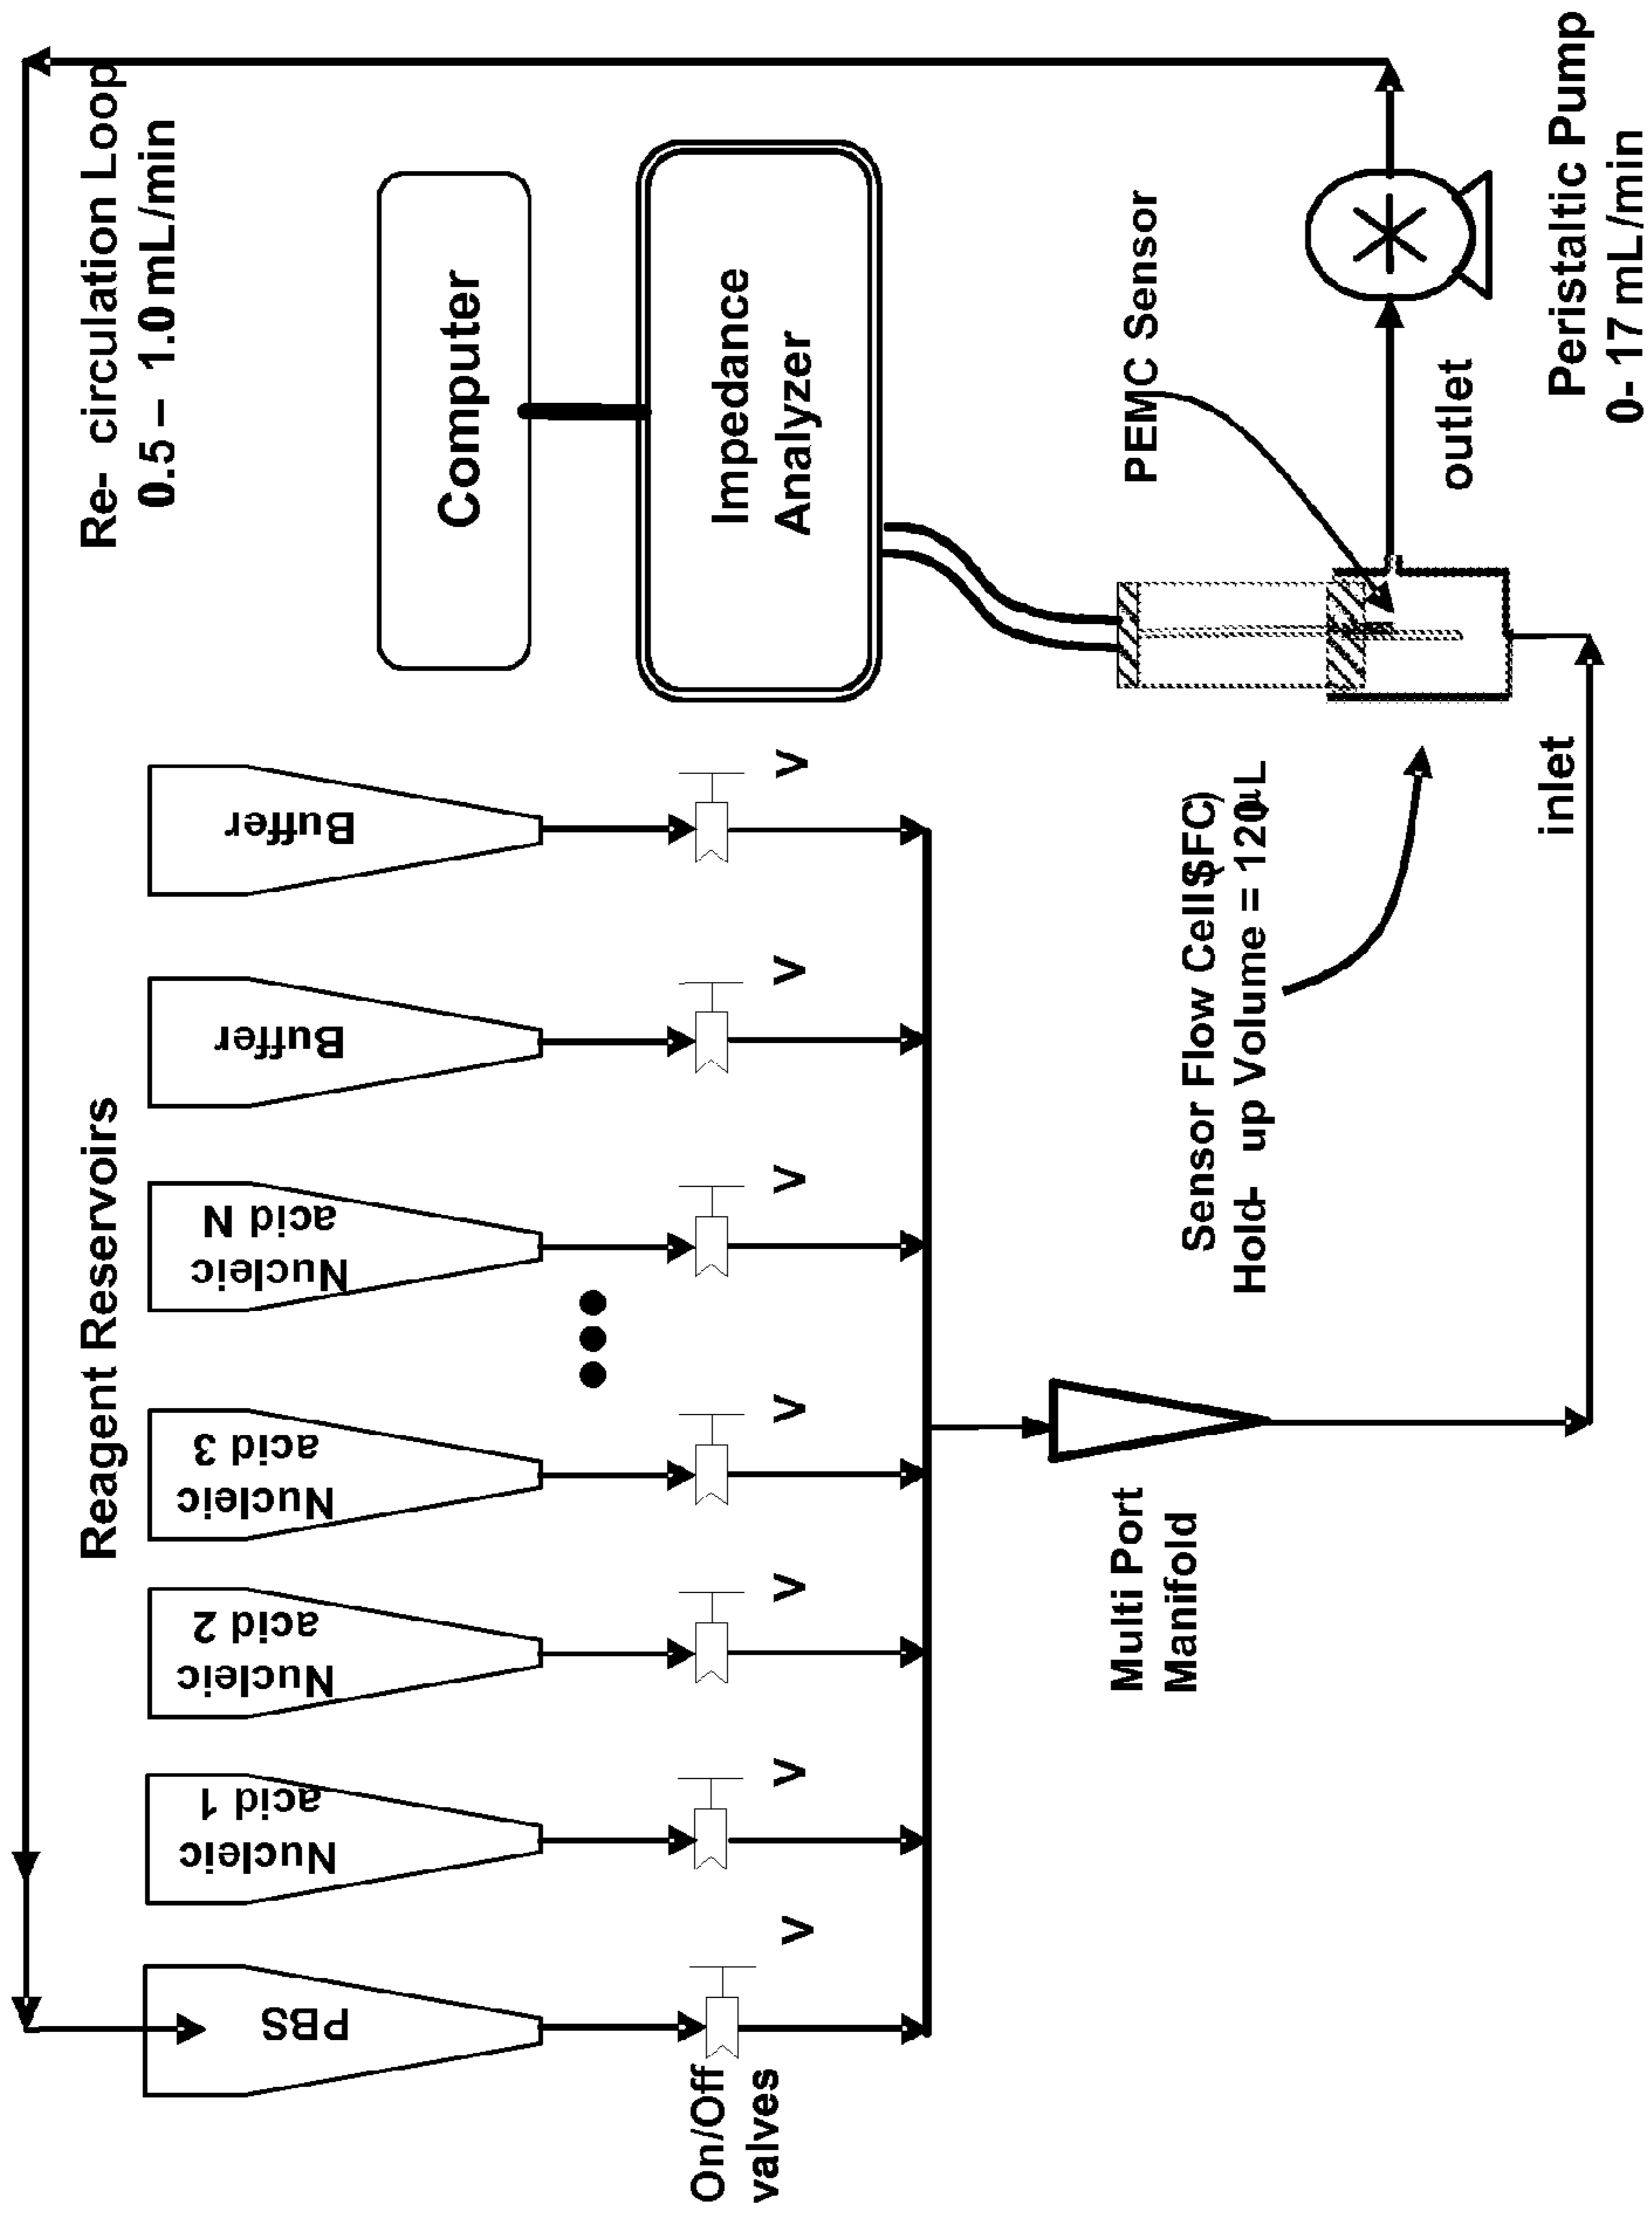 Re- circulation Loop
0.5 – 1.0 mL/min
Reagent Reservoirs
PBS
Nucleic
acid 1
Nucleic
acid 2
Nucleic
acid 3
Nucleic
acid N
Buffer
Buffer
On/Off
valves
V
V
V
V
V
V
V
Computer
Impedance
Analyzer
Multi Port
Manifold
Sensor Flow Cell(SFC)
Hold- up Volume = 120μL
PEMC Sensor
inlet
outlet
Peristaltic Pump
0- 17 mL/min